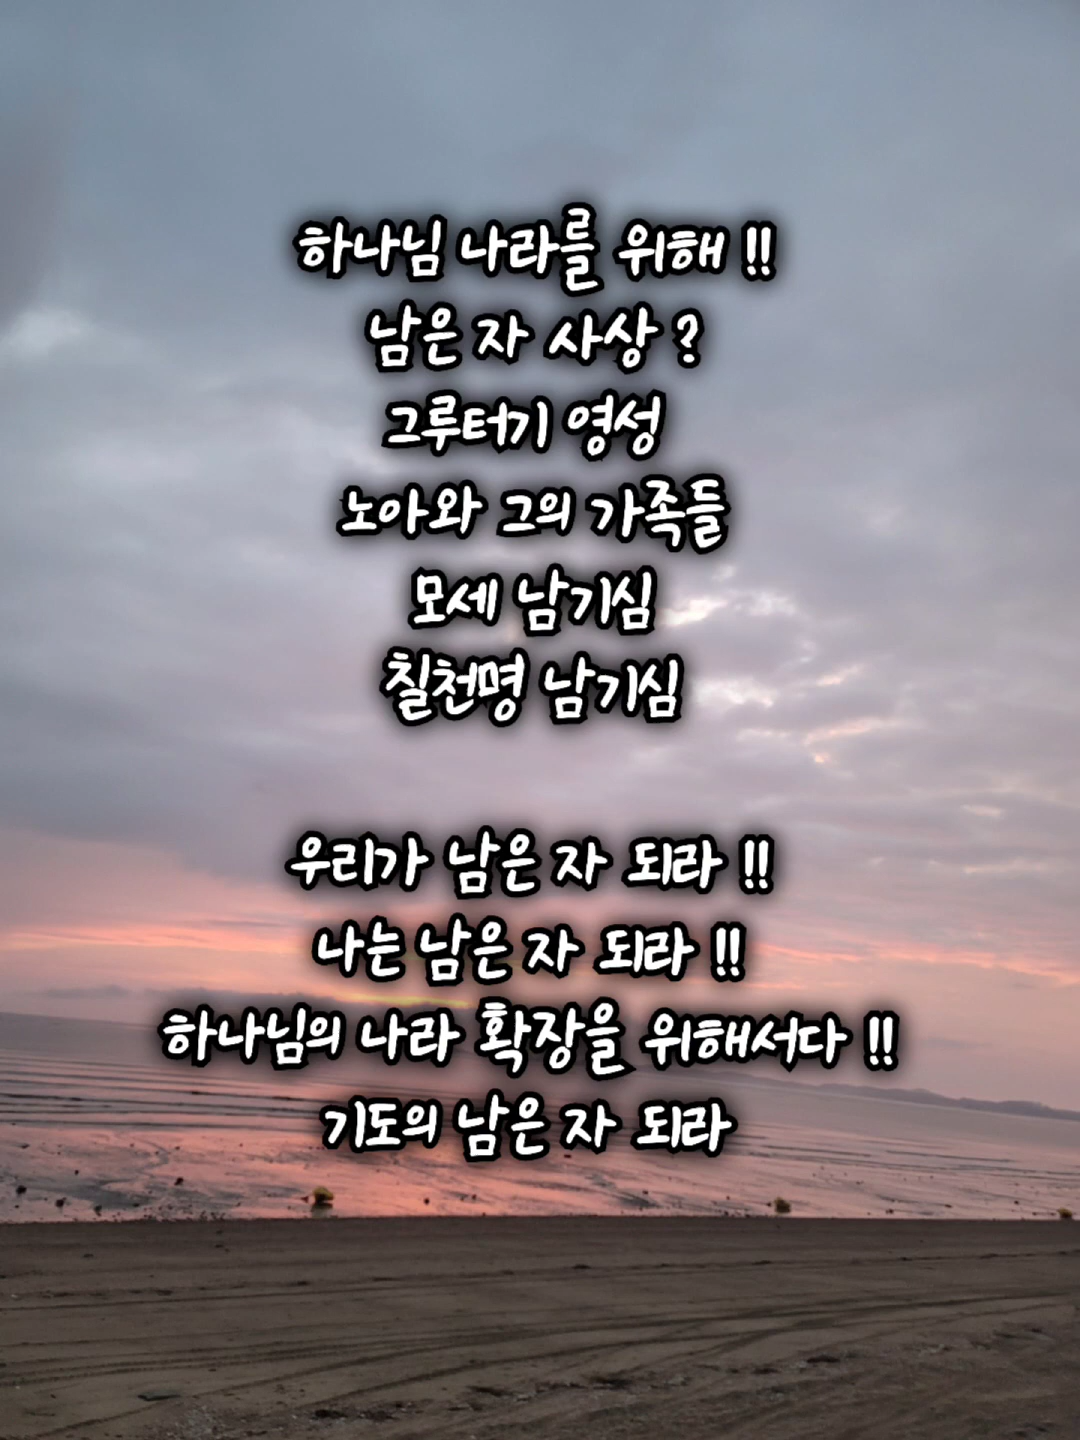 하나님 나라를 위해 !!
남은 자 사상 ?
그루터기 영성
노아와 그의 가족들
모세 남기심
칠천명 남기심
우리가 남은 자 되라 !!
나는 남은 자 되라 !!
하나님의 나라 확장을 위해서다 !!
기도의 남은 자 되라